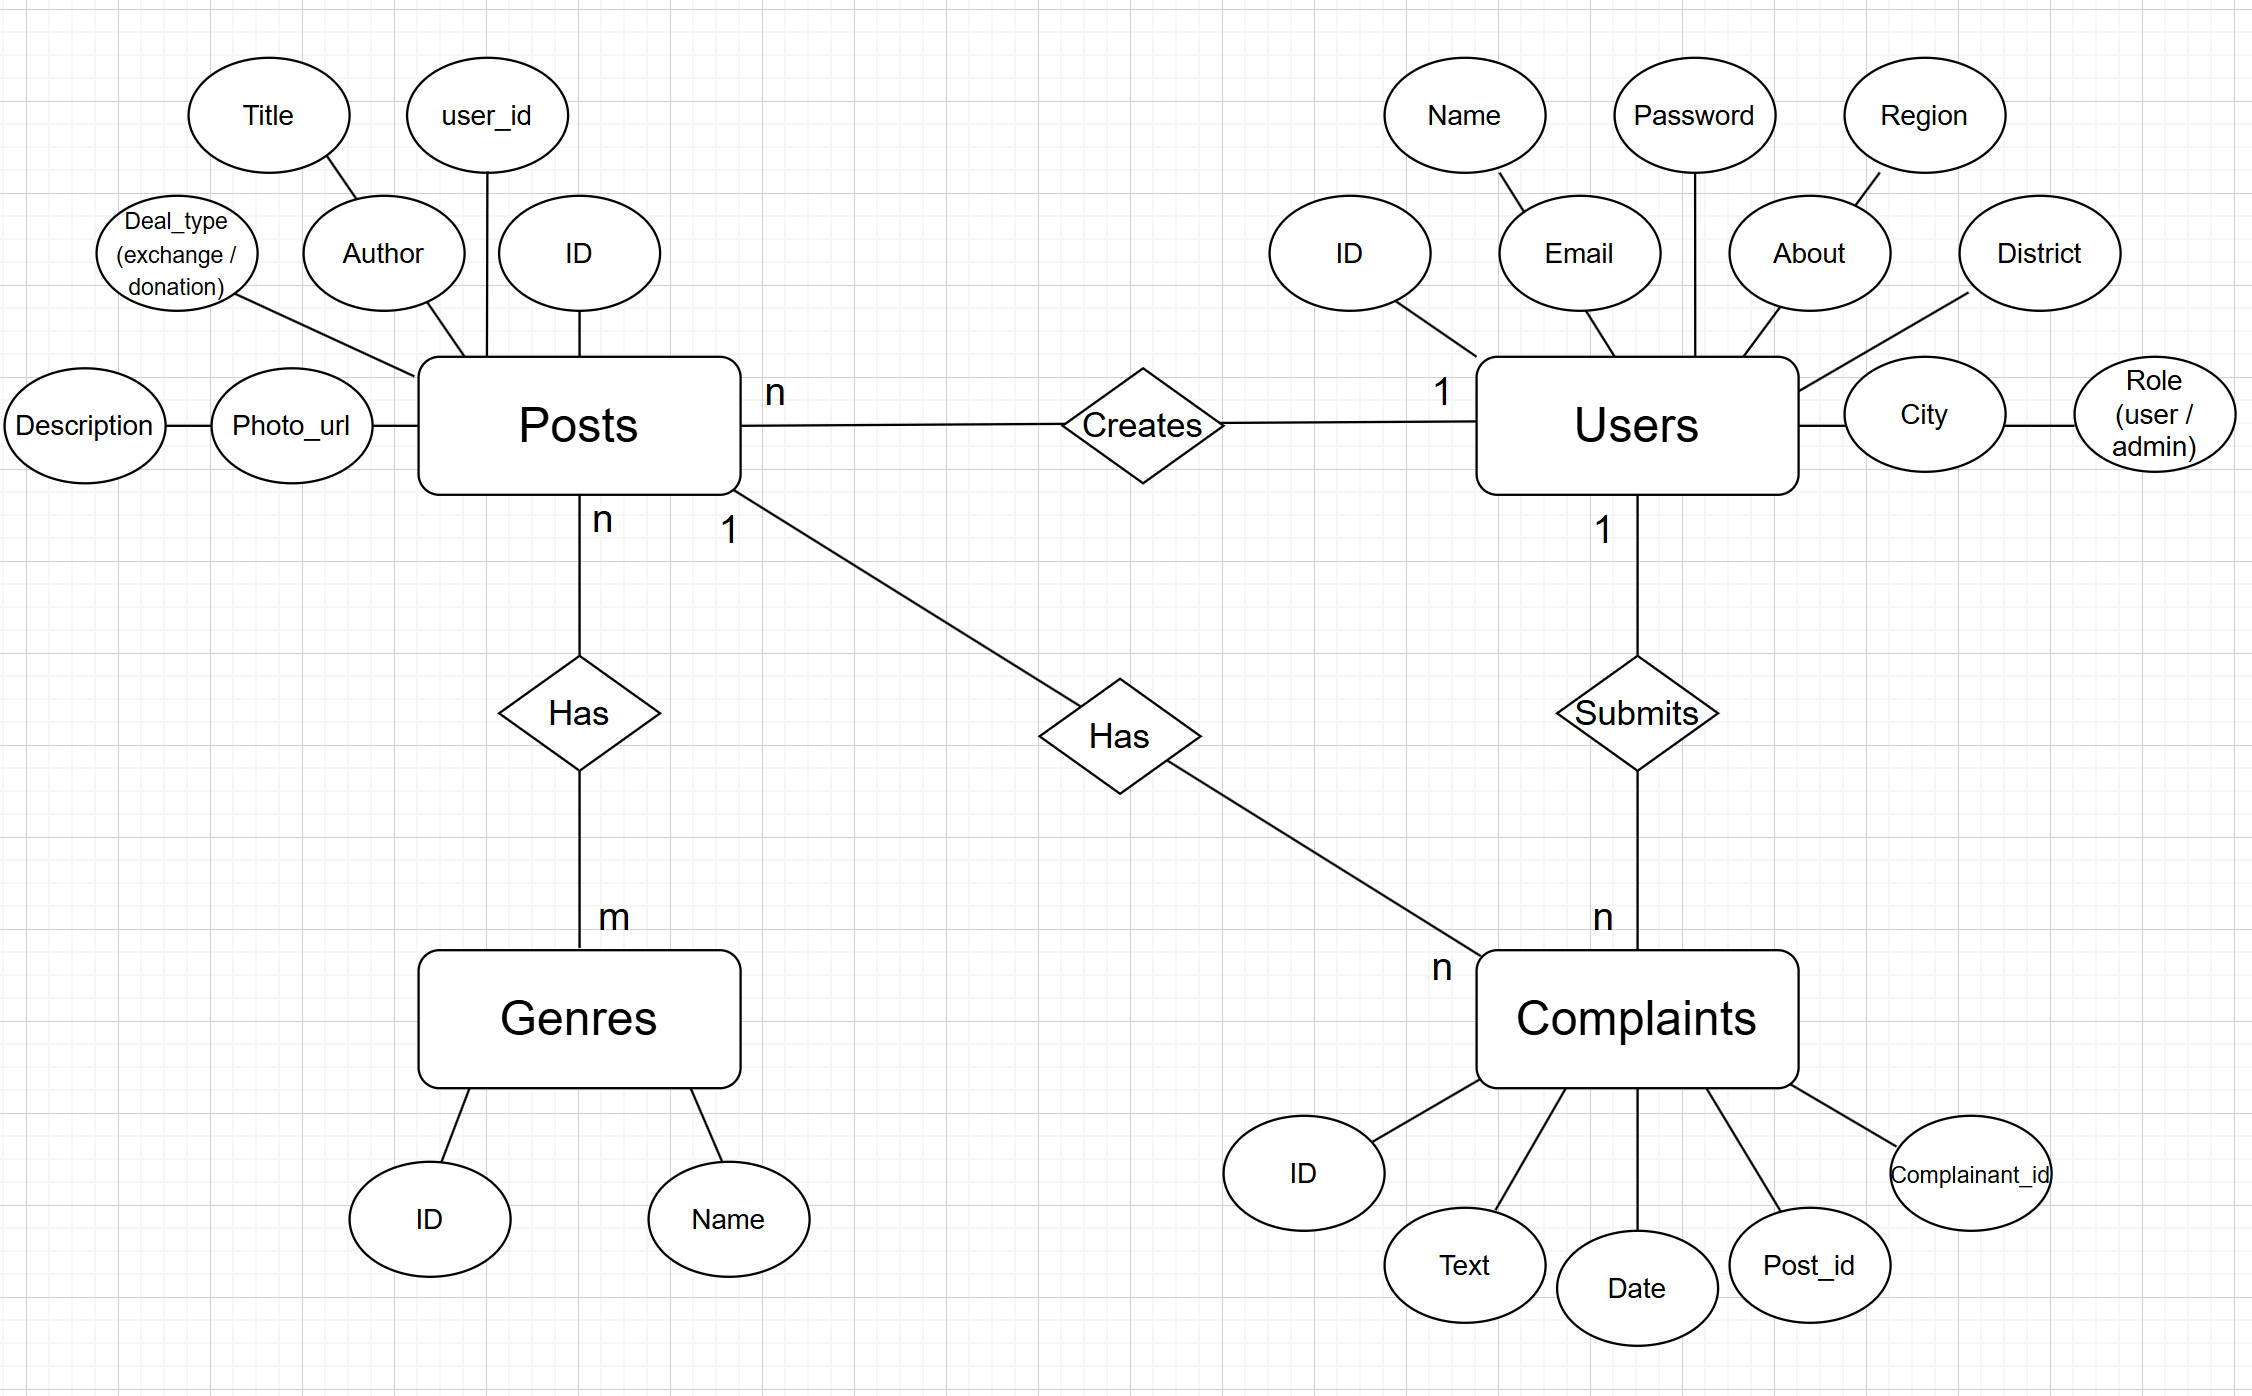 Title
user_id
Name
Password
Region
Deal_type
(exchange /
donation)
Author
ID
ID
Email
About
District
Description
Photo_url
Posts
n
Creates
1
Users
City
Role
(user /
admin)
n
1
1
Has
Has
Submits
m
n
n
Genres
Complaints
ID
Name
ID
Text
Date
Post_id
Complainant_id